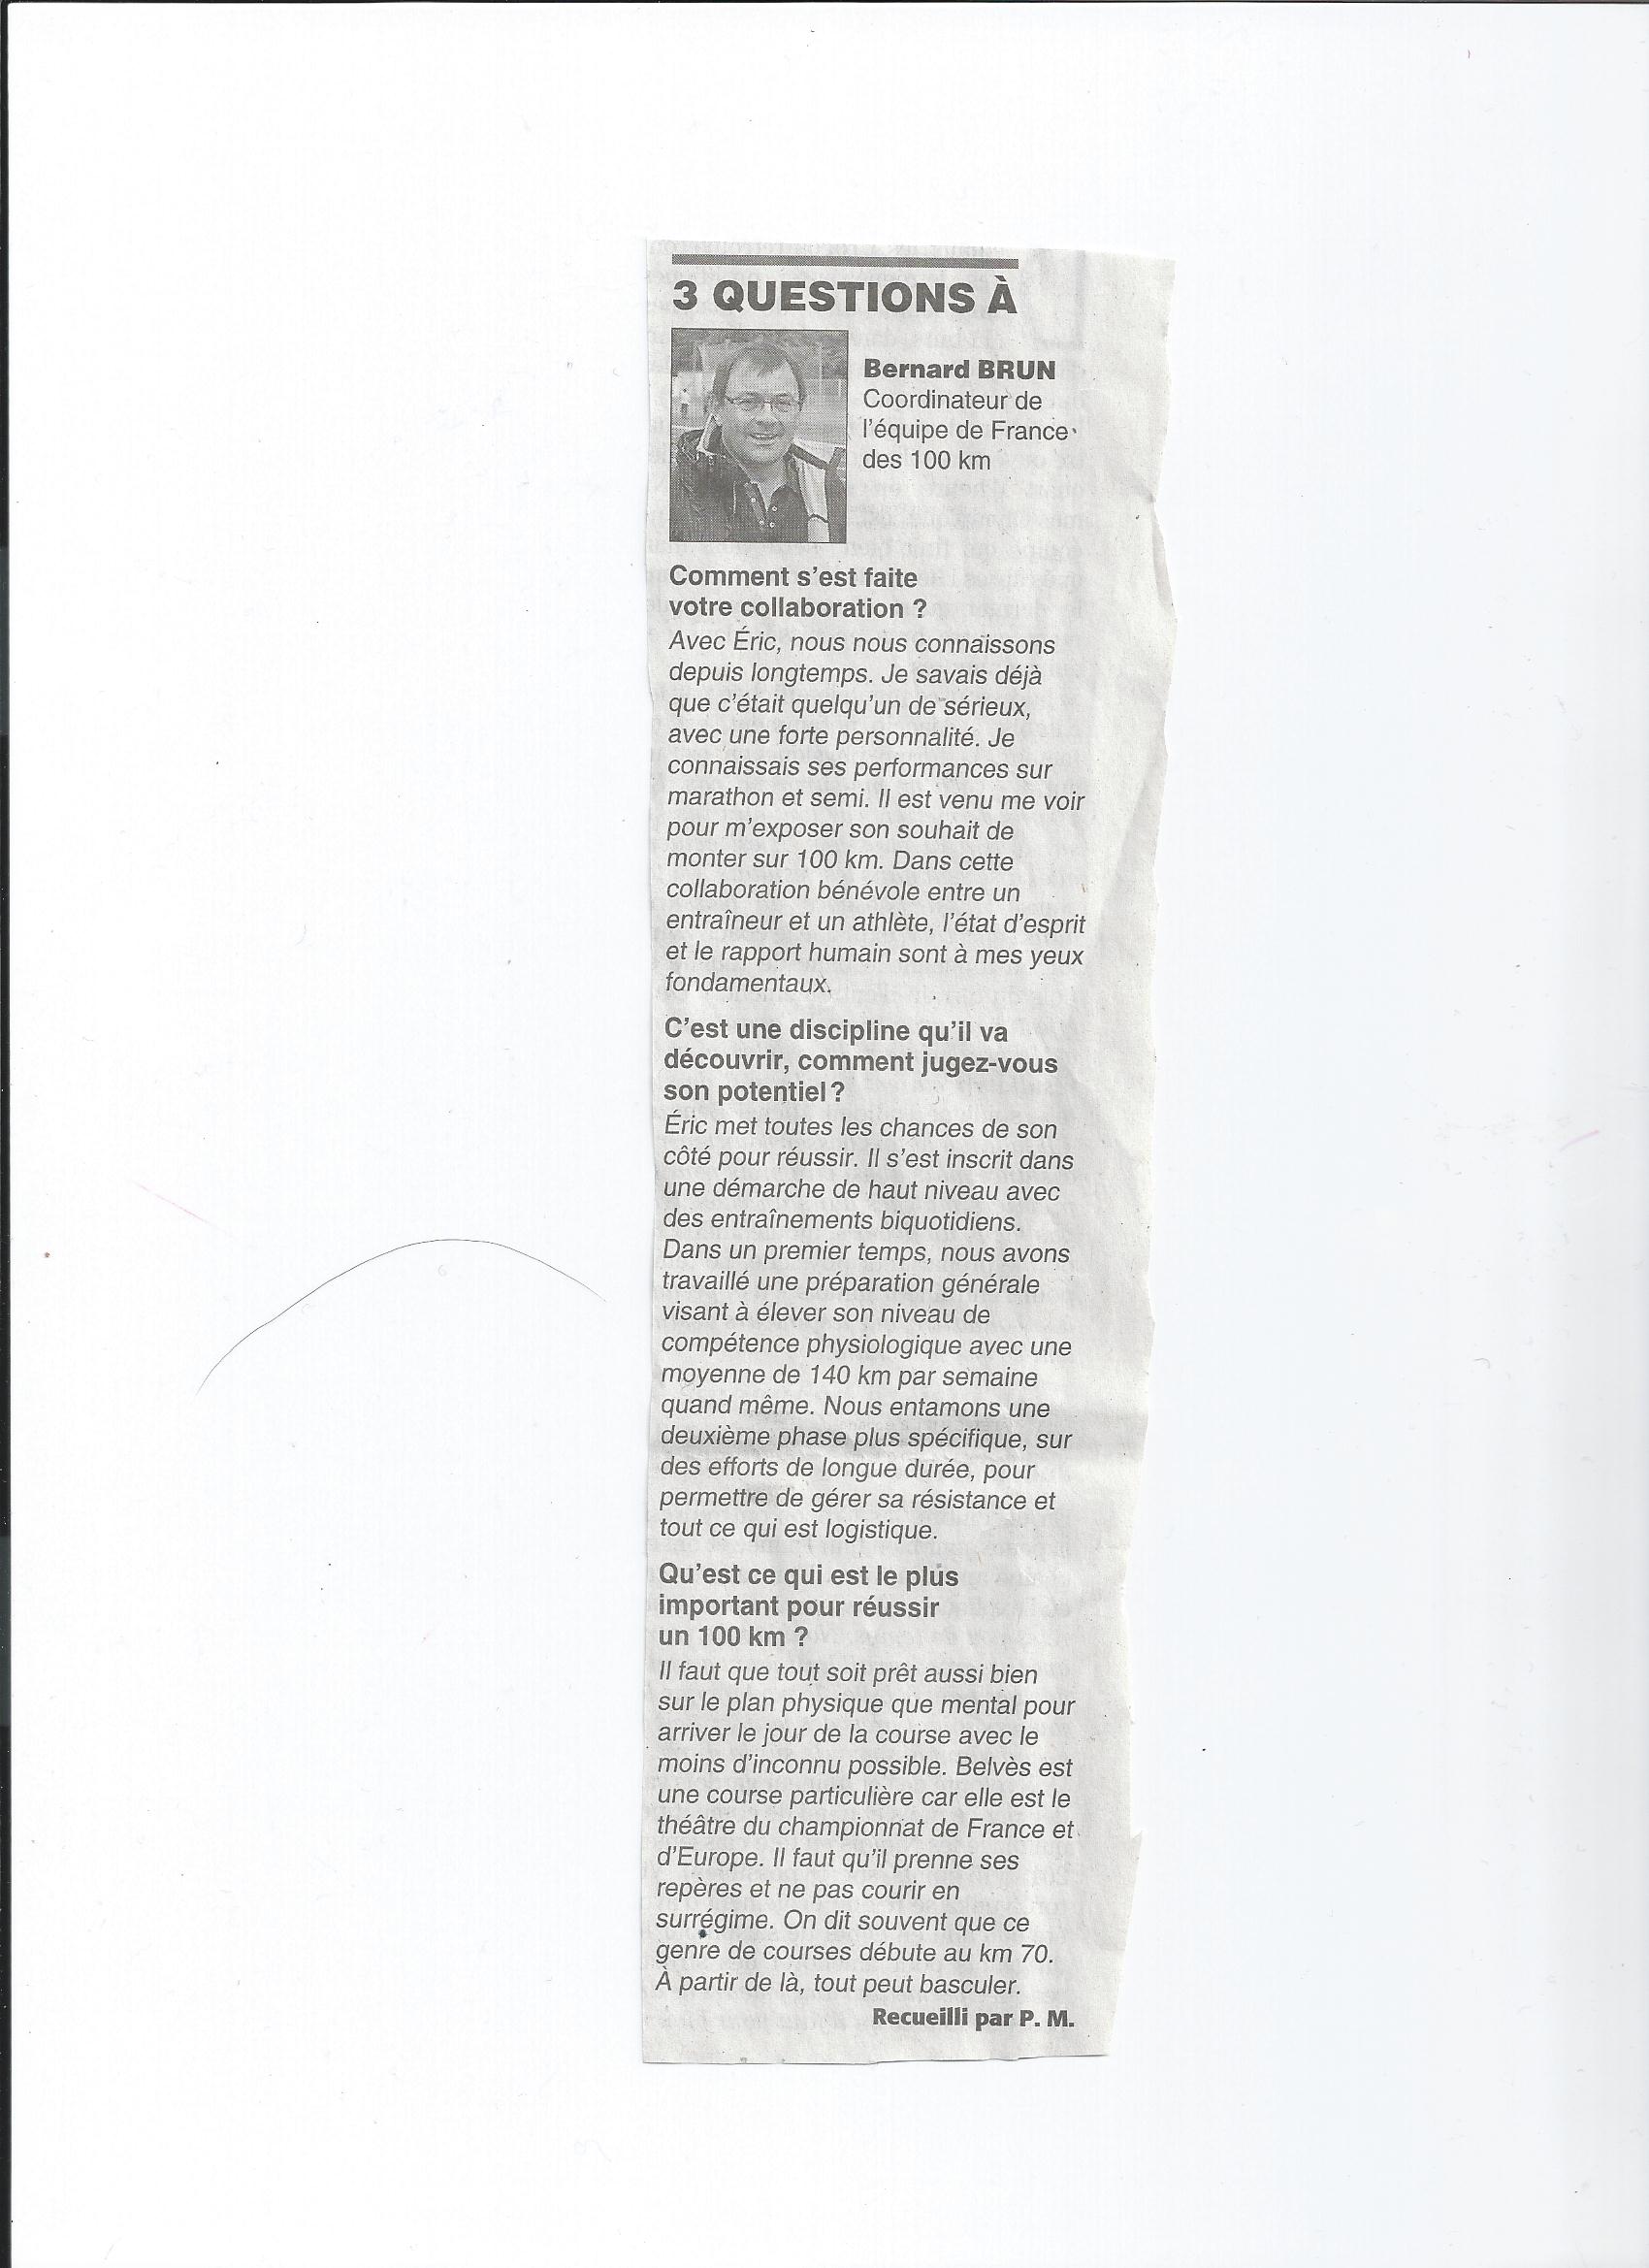 3 QUESTIONS À
Bernard BRUN
Coordinateur de
l'équipe de France
des 100 km
Comment s'est faite
votre collaboration ?
Avec Éric, nous nous connaissons
depuis longtemps. Je savais déjà
que c'était quelqu'un de sérieux,
avec une forte personnalité. Je
connaissais ses performances sur
marathon et semi. Il est venu me voir
pour m'exposer son souhait de
monter sur 100 km. Dans cette
collaboration bénévole entre un
entraîneur et un athlète, l'état d'esprit
et le rapport humain sont à mes yeux
fondamentaux.
C'est une discipline qu'il va
découvrir, comment jugez-vous
son potentiel ?
Éric met toutes les chances de son
côté pour réussir. Il s'est inscrit dans
une démarche de haut niveau avec
des entraînements biquotidiens.
Dans un premier temps, nous avons
travaillé une préparation générale
visant à élever son niveau de
compétence physiologique avec une
moyenne de 140 km par semaine
quand même. Nous entamons une
deuxième phase plus spécifique, sur
des efforts de longue durée, pour
permettre de gérer sa résistance et
tout ce qui est logistique.
Qu'est ce qui est le plus
important pour réussir
un 100 km ?
Il faut que tout soit prêt aussi bien
sur le plan physique que mental pour
arriver le jour de la course avec le
moins d'inconnu possible. Belvès est
une course particulière car elle est le
théâtre du championnat de France et
d'Europe. Il faut qu'il prenne ses
repères et ne pas courir en
surrégime. On dit souvent que ce
genre de courses débute au km 70.
À partir de là, tout peut basculer.
Recueilli par P. M.